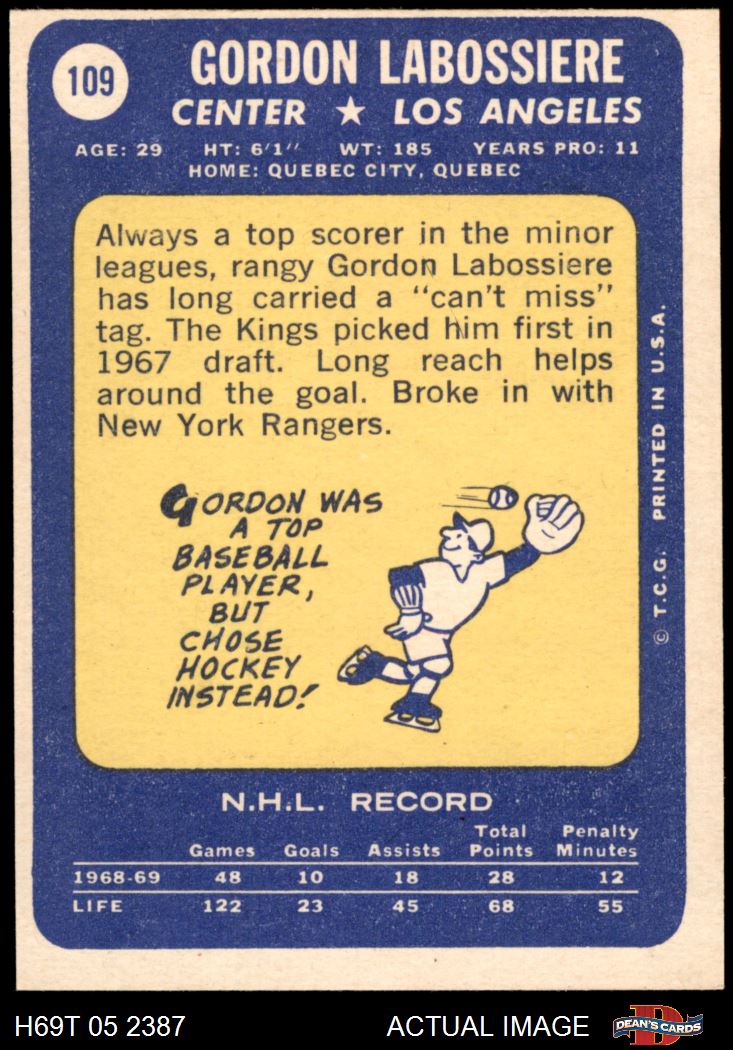 109
GORDON LABOSSIERE
CENTER ★ LOS ANGELES
AGE: 29 HT: 6'1" WT: 185 YEARS PRO: 11
HOME: QUEBEC CITY, QUEBEC
Always a top scorer in the minor
leagues, rangy Gordon Labossiere
has long carried a "can't miss"
tag. The Kings picked him first in
1967 draft. Long reach helps
around the goal. Broke in with
New York Rangers.
GORDON WAS
A TOP
BASEBALL
PLAYER,
BUT
CHOSE
HOCKEY
INSTEAD!
© T.C.G. PRINTED IN U.S.A.
N.H.L. RECORD
Games Goals Assists Total Points Penalty Minutes
1968-69 48 10 18 28 12
LIFE 122 23 45 68 55
H69T 05 2387 ACTUAL IMAGE D DEAN'S CARDS